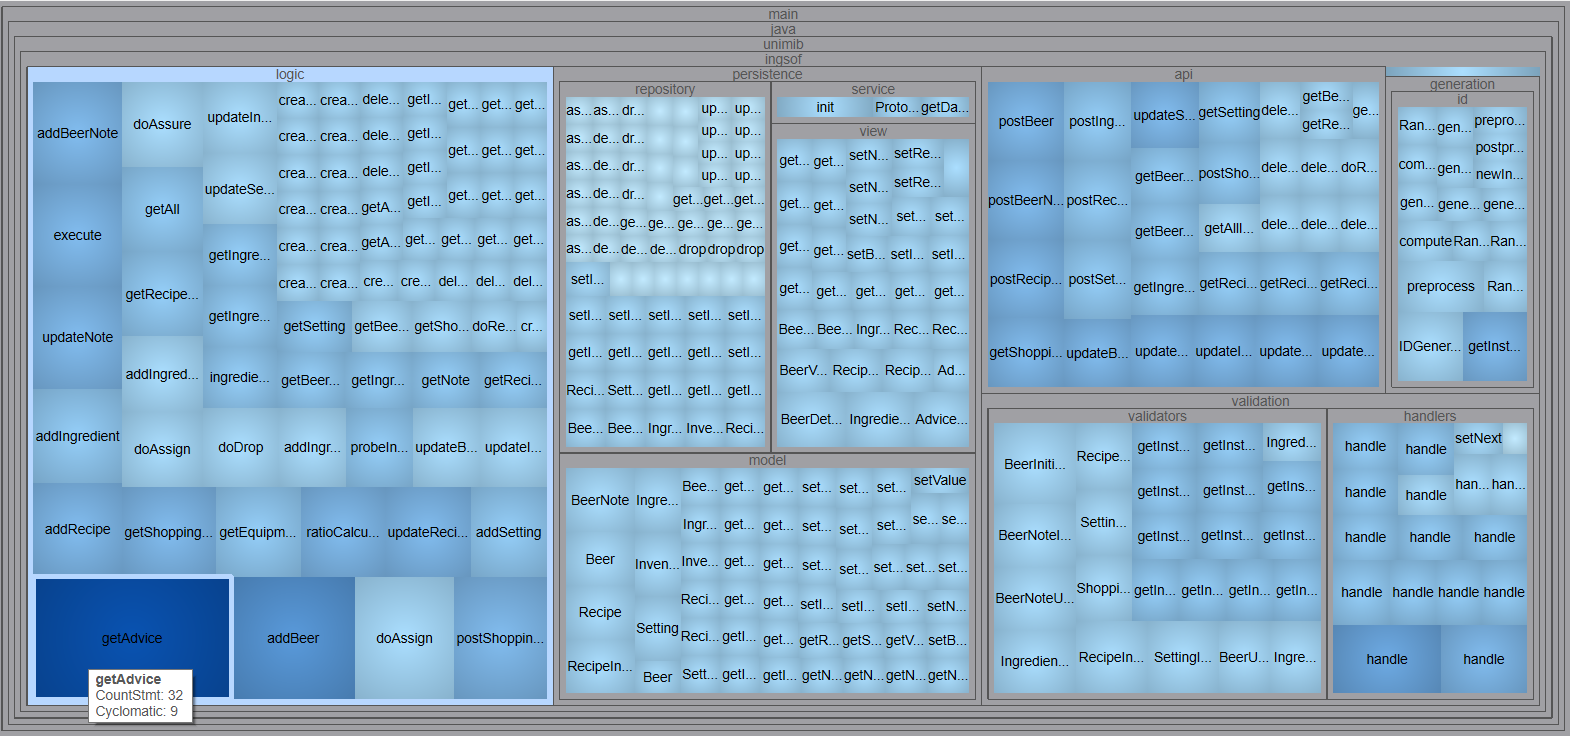 main
java
unimib
ingsof
logic
addBeerNote
doAssure
updateIn...
crea... crea... dele... getI... get... get... get...
crea... crea... dele... getI... get... get... get...
execute
getAll
updateSe...
crea... crea... dele... getI... get... get... get...
crea... crea... getA... getI...
getIngre...
crea... crea... getA... get... get... get... get...
crea... crea... cre... cre... del... del... del...
updateNote
getRecipe...
getIngre...
getSetting getBee... getSho... doRe... cr...
addIngredient
addIngred...
ingredie... getBeer... getIngr... getNote getReci...
doAssign doDrop addIngr... probeIn... updateB... updateI...
addRecipe getShopping... getEquipm... ratioCalcu... updateReci... addSetting
getAdvice addBeer doAssign postShoppin...
getAdvice
CountStmt: 32
Cyclomatic: 9
persistence
repository
as... as... dr... up... up...
as... de... dr... up... up...
as... de... dr... up... up...
up... up...
as... de... dr... get... get... get...
as... de... ge... ge... ge... ge... ge...
as... de... de... de... drop drop drop
setI...
setI... setI... setI... setI... setI...
getI... getI... getI... getI... setI...
Reci... Sett... getI... getI... getI...
Bee... Bee... Ingr... Inve... Reci...
service
init Proto... getDa...
view
get... get... setN... setRe...
setN... setRe...
get... get... setN... set... set...
get... get... setB... setI... setI...
get... get... get... get... get...
Bee... Bee... Ingr... Rec... Rec...
BeerV... Recip... Recip... Ad...
BeerDet... Ingredie... Advice...
model
BeerNote Ingre... Bee... get... get... set... set... set... setValue
Ingr... get... get... set... set... set... se... se...
Beer Inven... Inve... get... get... set... set... set... set... set...
Recipe Setting Reci... get... get... setI... setI... setI... setN...
Reci... getI... get... getR... getS... getV... setB...
RecipeIn... Beer Sett... getI... getI... getN... getN... getN... getN...
api
postBeer postIng... updateS... getSetting dele... getBe... ge...
getRe...
postBeerN... postRec... getBeer... postSho... dele... dele... doR...
getBeer... getAllI... dele... dele... dele...
postRecip... postSet... getIngre... getReci... getReci... getReci...
getShoppi... updateB... update... updateI... update... update...
generation
id
Ran... gen... prepro...
postpr...
com... gen... newIn...
gen... gene... gene...
compute Ran... Ran...
preprocess Ran...
IDGener... getInst...
validation
validators
BeerIniti... Recipe... getInst... getInst... Ingred...
getInst... getInst... getIns...
BeerNoteI... Settin... getInst... getInst... getInst...
BeerNoteU... Shoppi... getIn... getIn... getIn... getIn...
Ingredien... RecipeIn... SettingI... BeerU... Ingre...
handlers
handle handle setNext
handle handle han... han...
handle handle handle
handle handle handle handle
handle handle